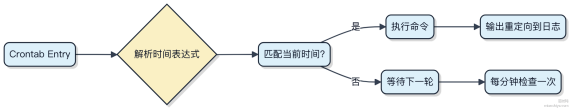 Crontab Entry
解析时间表达式
匹配当前时间?
是
执行命令
输出重定向到日志
否
等待下一轮
每分钟检查一次